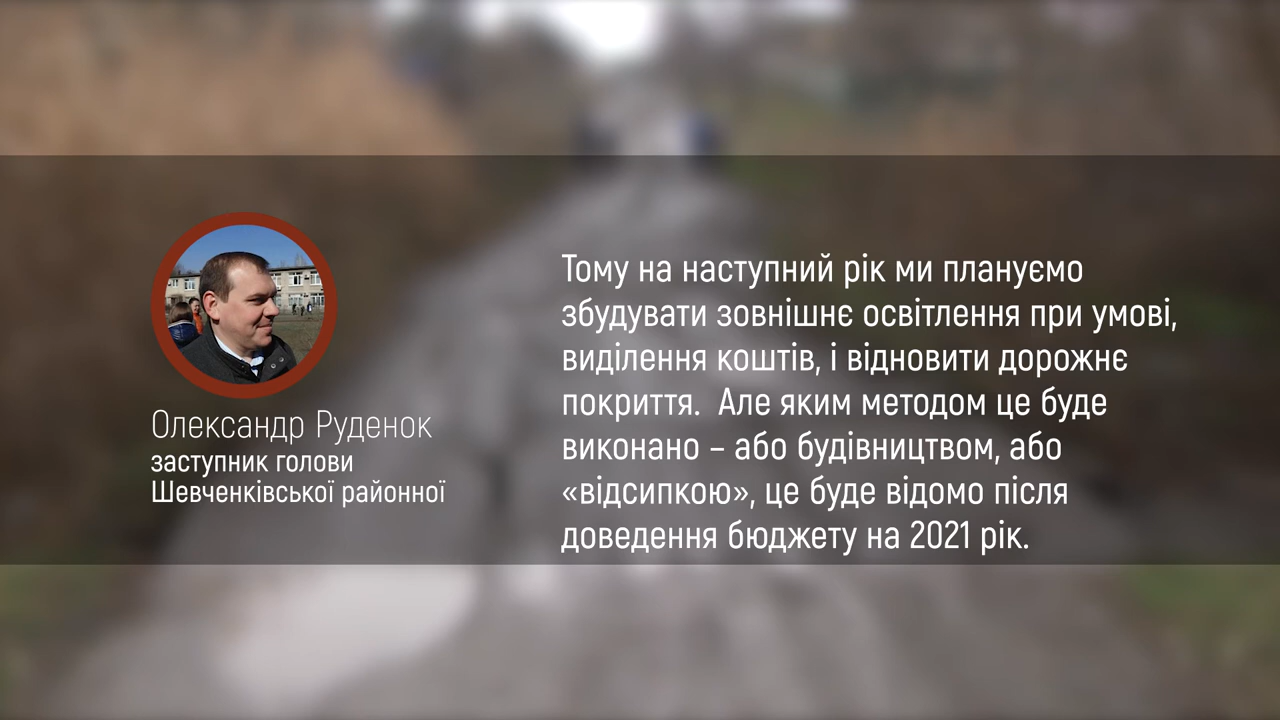 Олександр Руденок
заступник голови
Шевченківської районної
Тому на наступний рік ми плануємо
збудувати зовнішнє освітлення при умові,
виділення коштів, і відновити дорожнє
покриття.  Але яким методом це буде
виконано – або будівництвом, або
«відсипкою», це буде відомо після
доведення бюджету на 2021 рік.